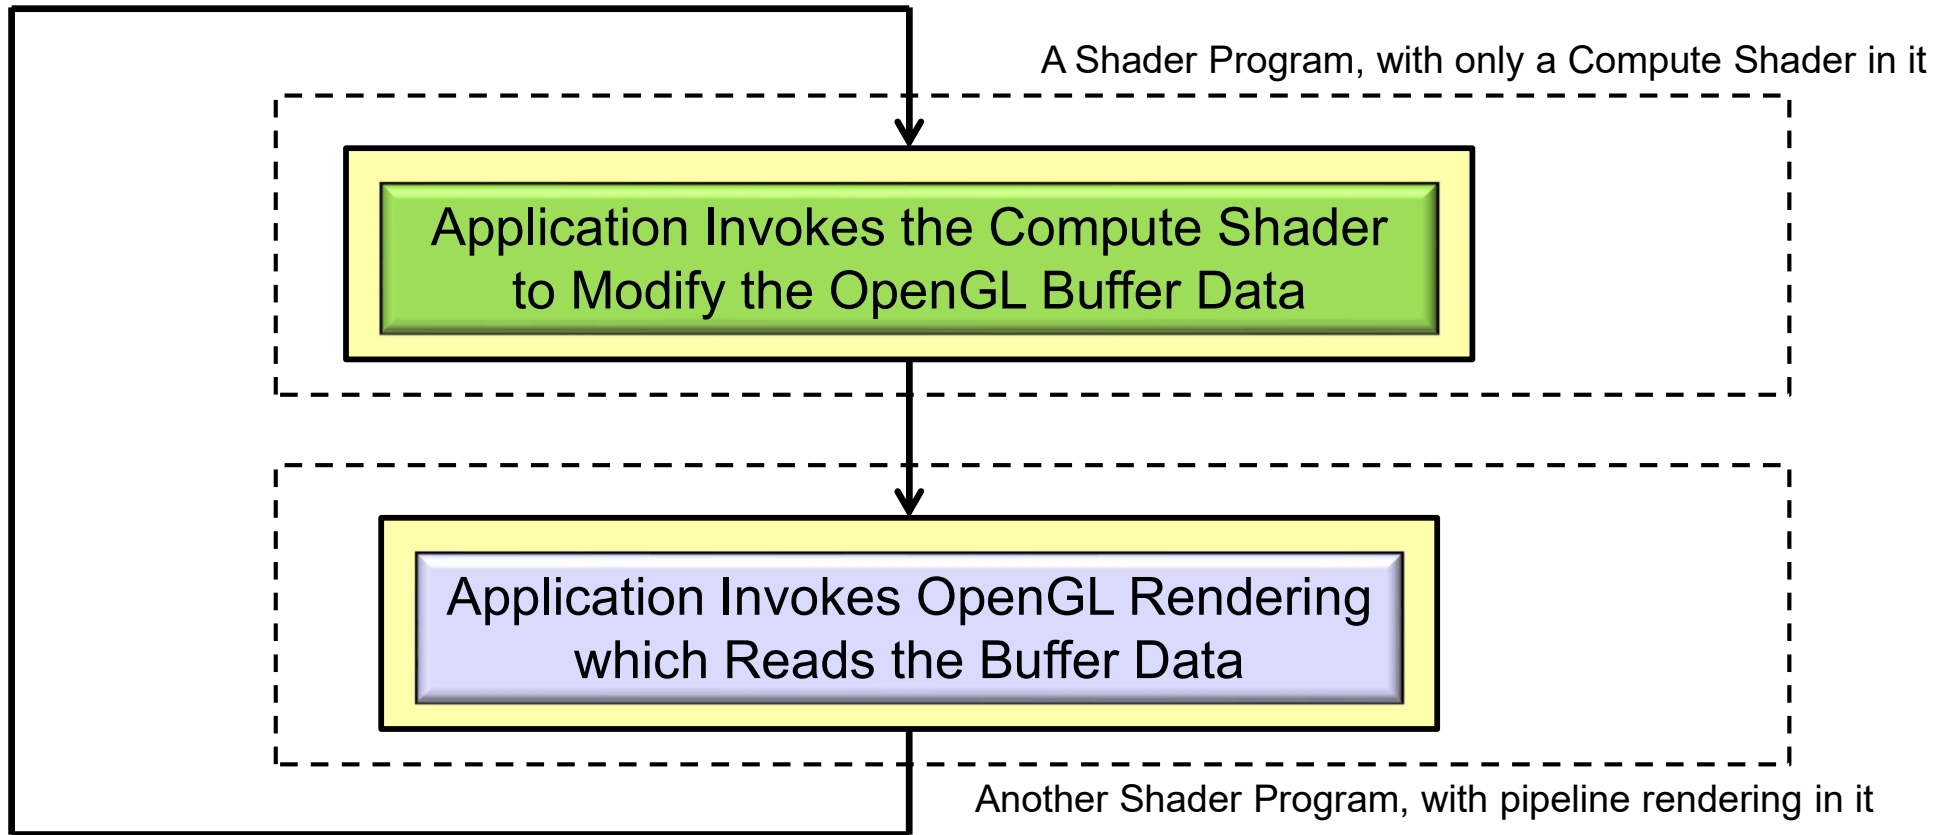 A Shader Program, with only a Compute Shader in it
Application Invokes the Compute Shader
to Modify the OpenGL Buffer Data
Application Invokes OpenGL Rendering
which Reads the Buffer Data
Another Shader Program, with pipeline rendering in it